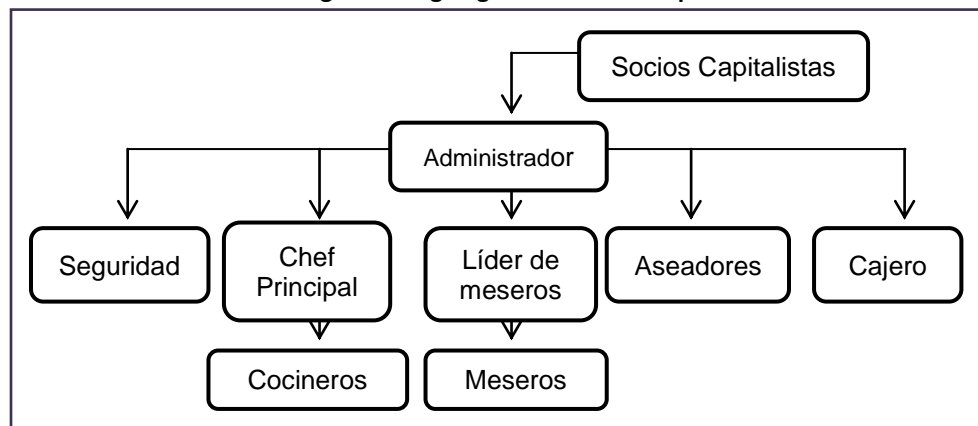 Socios Capitalistas
Administrador
Seguridad
Chef
Principal
Líder de
meseros
Aseadores
Cajero
Cocineros
Meseros